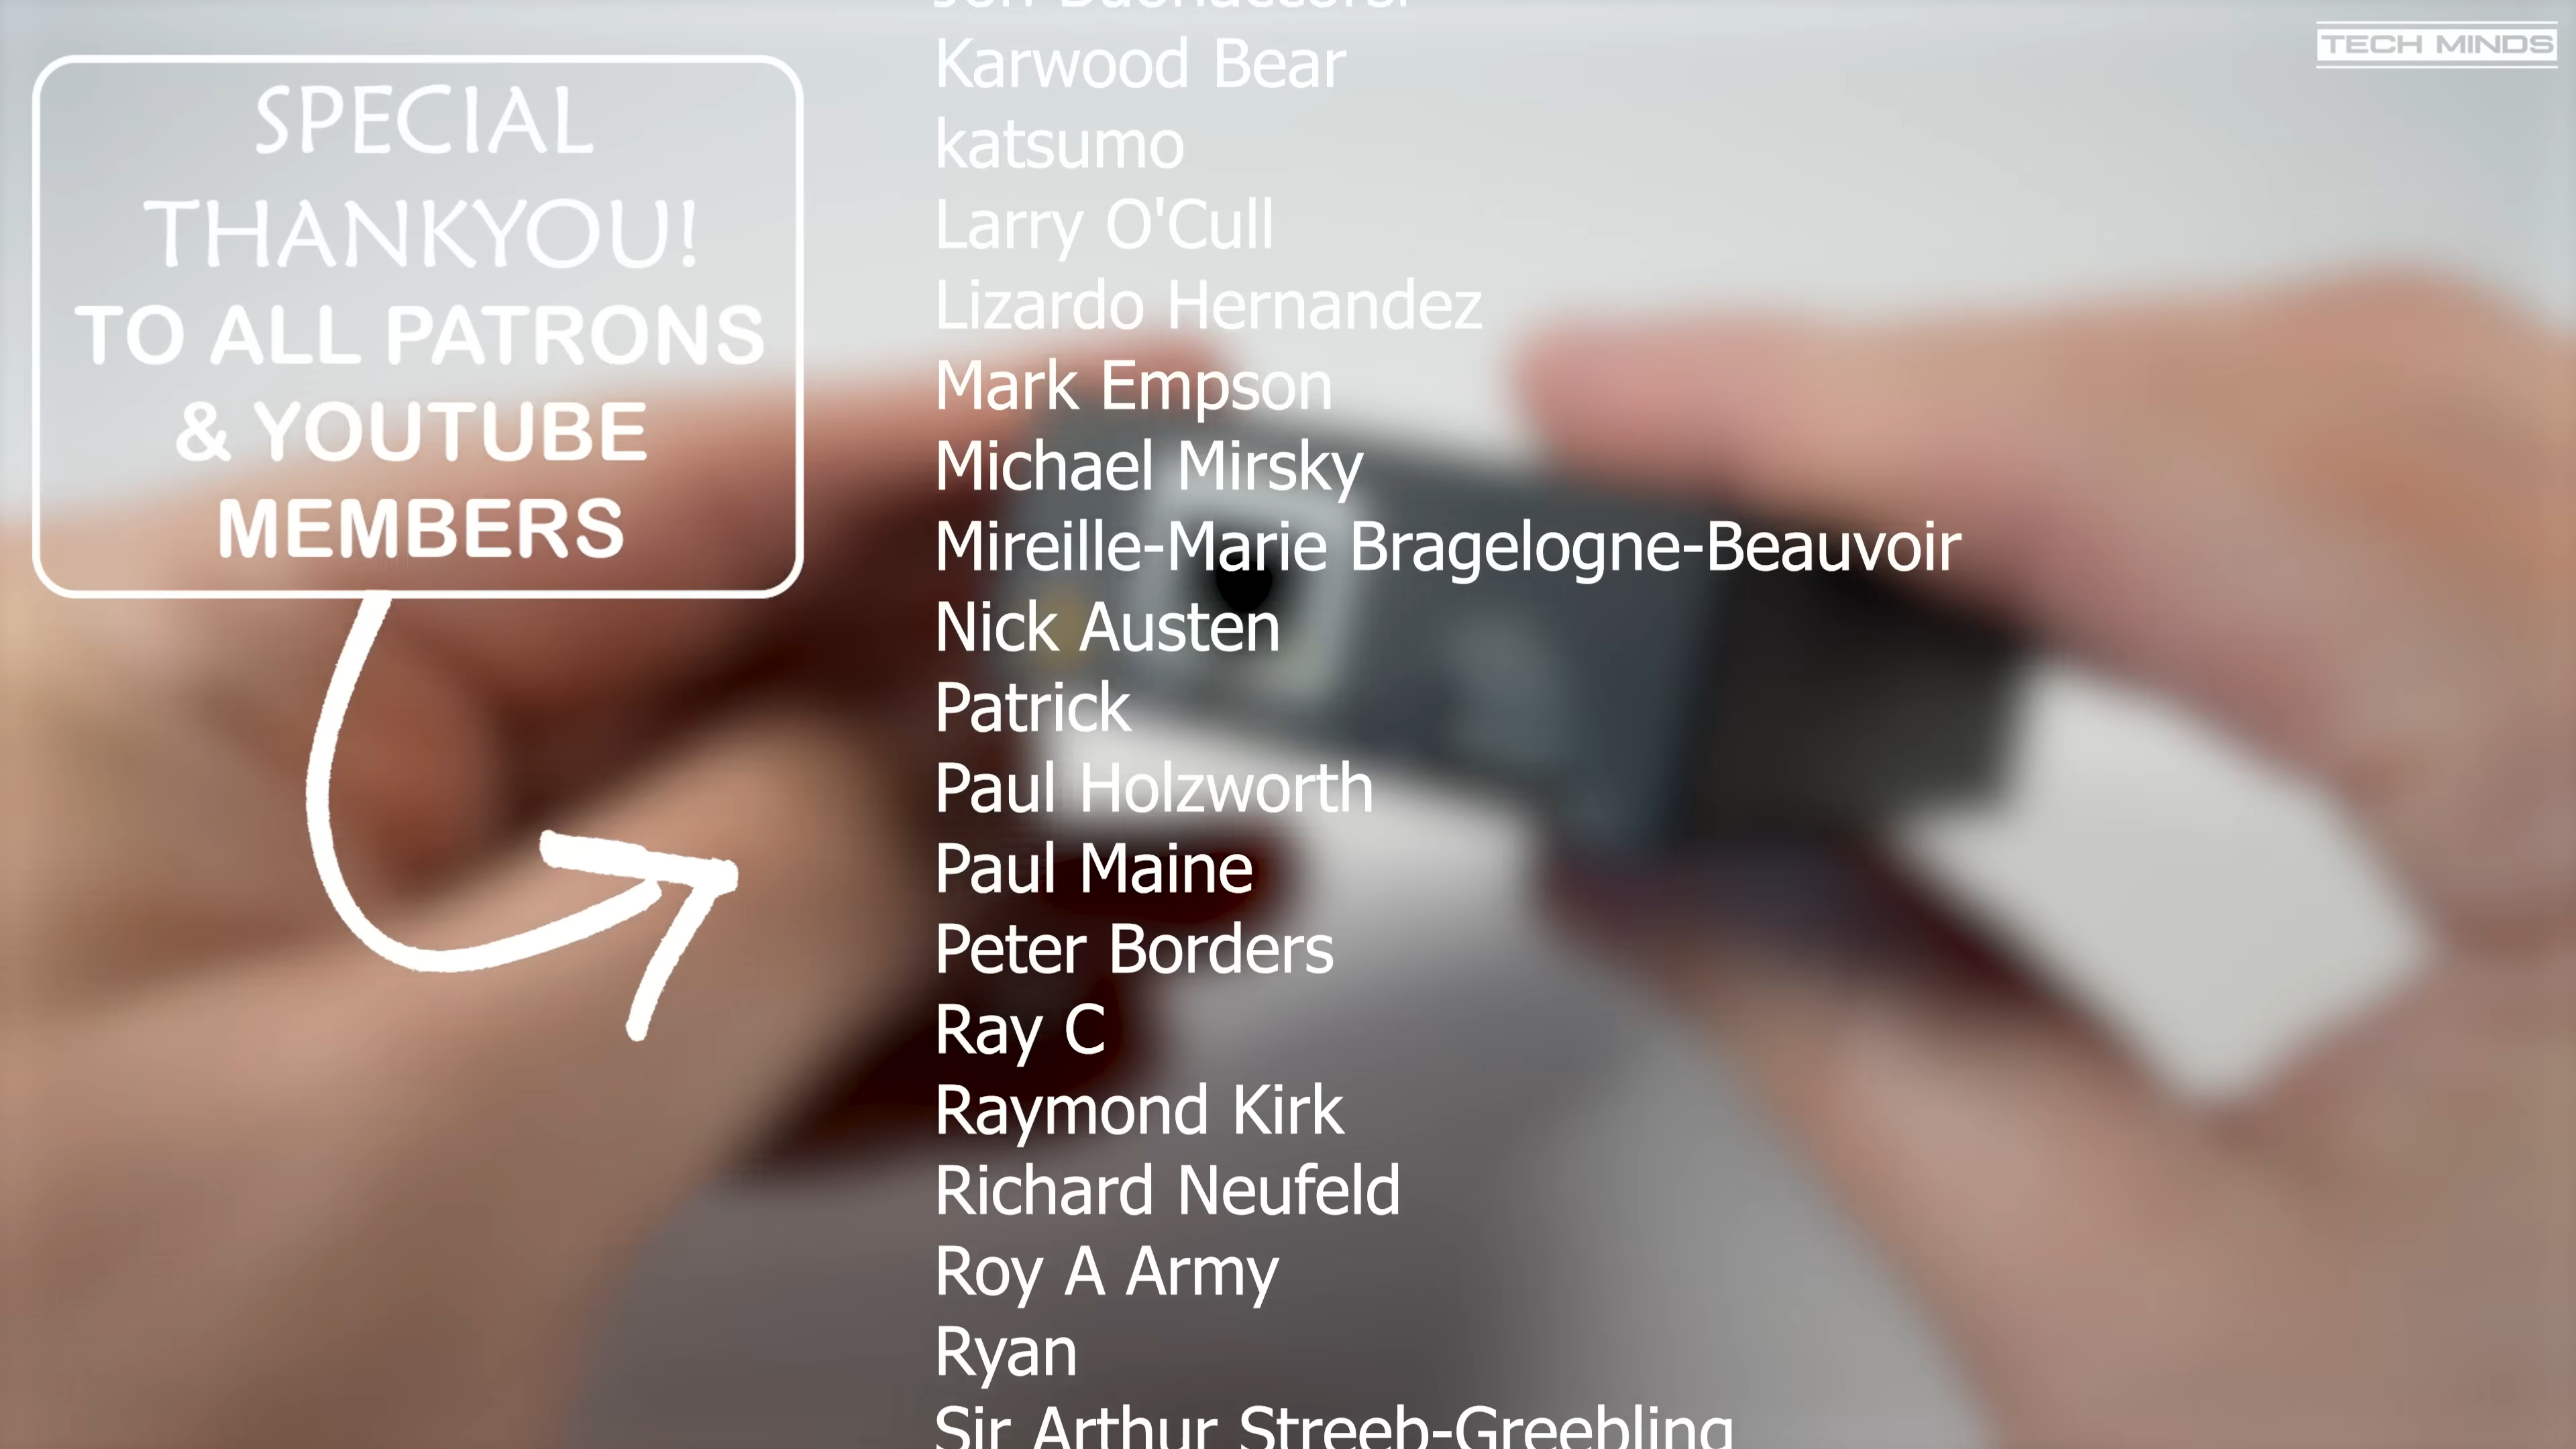 SPECIAL
THANKYOU!
TO ALL PATRONS
& YOUTUBE
MEMBERS
Karwood Bear
katsumo
Larry O'Cull
Lizardo Hernandez
Mark Empson
Michael Mirsky
Mireille-Marie Bragelogne-Beauvoir
Nick Austen
Patrick
Paul Holzworth
Paul Maine
Peter Borders
Ray C
Raymond Kirk
Richard Neufeld
Roy A Army
Ryan
Sir Arthur Streeb-Greebling
TECH MINDS